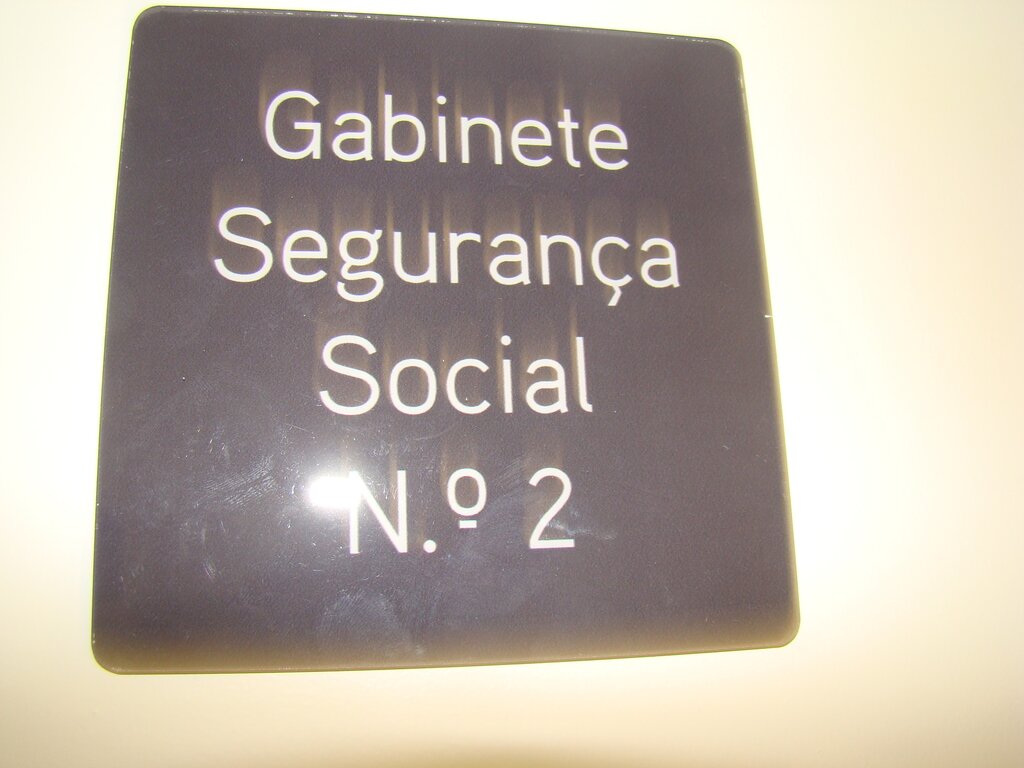 Gabinete
Segurança
Social
N.º 2